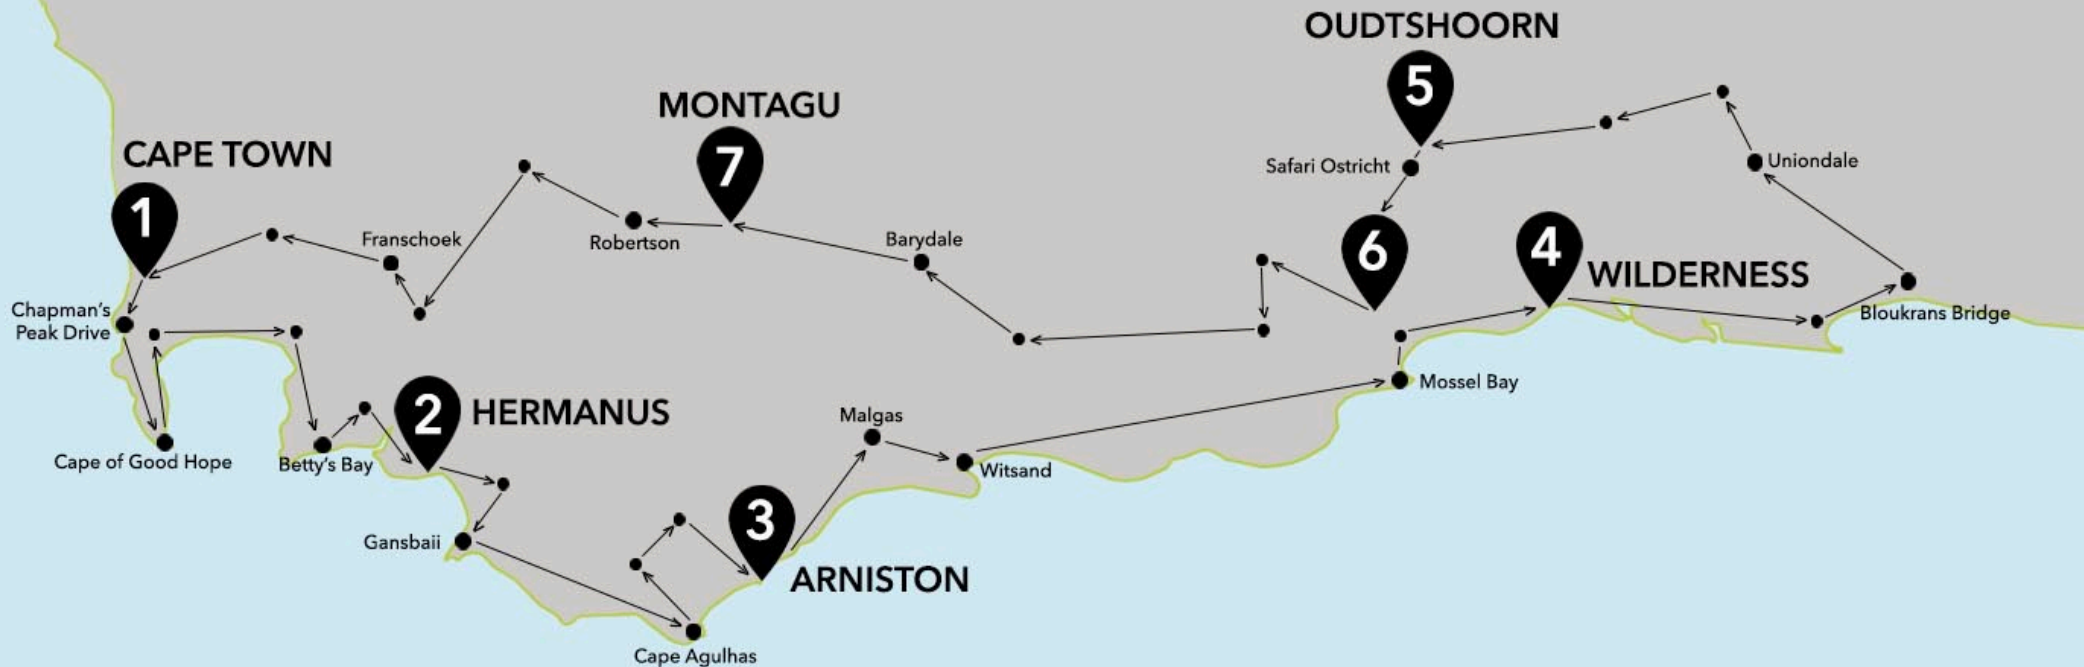 OUDTSHOORN
5
MONTAGU
7
CAPE TOWN
1
Safari Ostricht
Uniondale
Franschoek
Robertson
Barydale
6
4
WILDERNESS
Chapman's
Peak Drive
Bloukrans Bridge
2
HERMANUS
Mossel Bay
Malgas
Cape of Good Hope
Betty's Bay
Witsand
Gansbaii
3
ARNISTON
Cape Agulhas